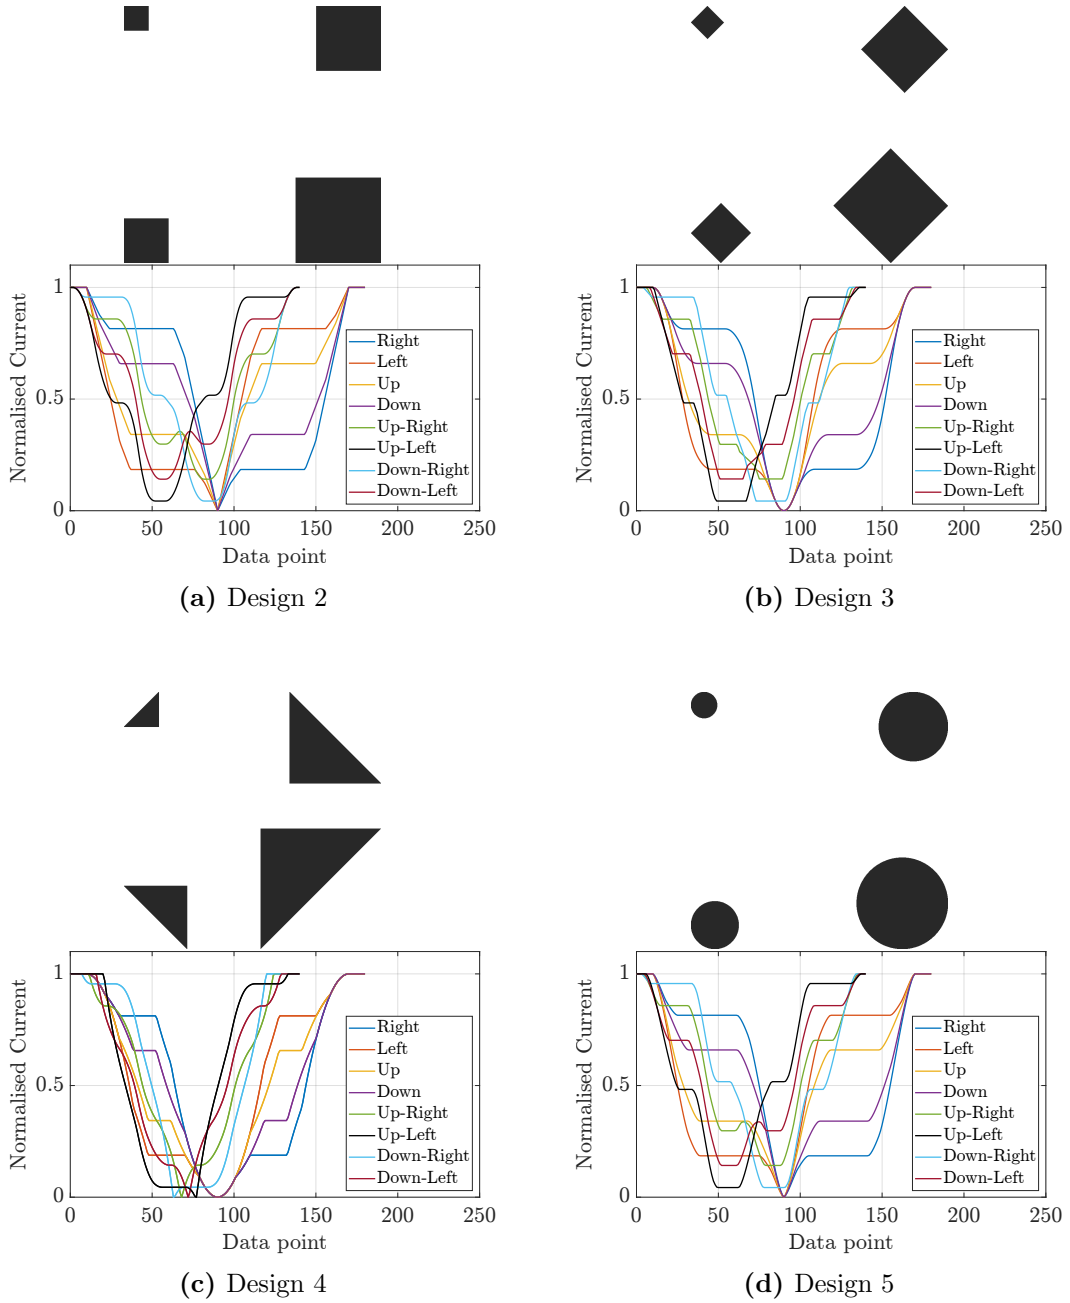 1
0.5
0
Normalised Current
0 50 100 150 200 250
Data point
Right
Left
Up
Down
Up-Right
Up-Left
Down-Right
Down-Left
(a) Design 2
1
0.5
0
Normalised Current
0 50 100 150 200 250
Data point
Right
Left
Up
Down
Up-Right
Up-Left
Down-Right
Down-Left
(b) Design 3
1
0.5
0
Normalised Current
0 50 100 150 200 250
Data point
Right
Left
Up
Down
Up-Right
Up-Left
Down-Right
Down-Left
(c) Design 4
1
0.5
0
Normalised Current
0 50 100 150 200 250
Data point
Right
Left
Up
Down
Up-Right
Up-Left
Down-Right
Down-Left
(d) Design 5